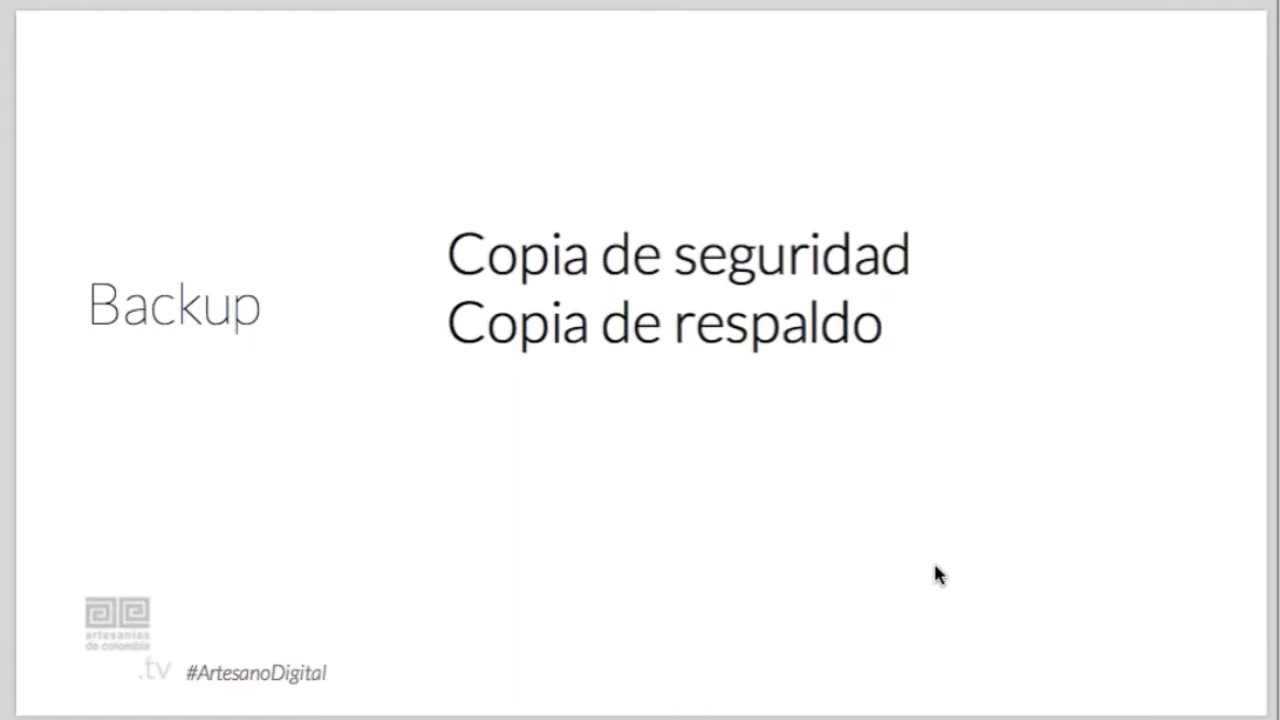 Backup
Copia de seguridad
Copia de respaldo
artesanías
de colombia
.tv #ArtesanoDigital